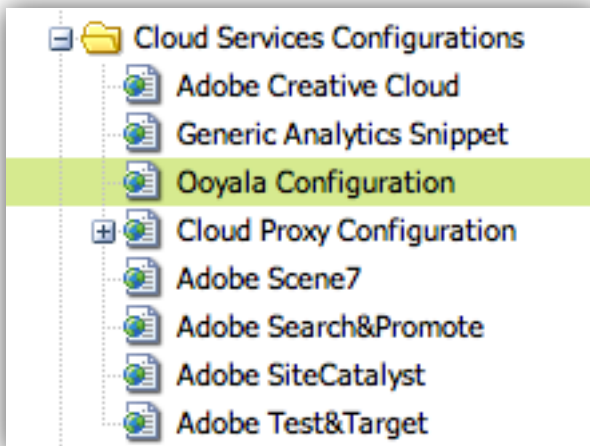 Cloud Services Configurations
Adobe Creative Cloud
Generic Analytics Snippet
Ooyala Configuration
Cloud Proxy Configuration
Adobe Scene7
Adobe Search&Promote
Adobe SiteCatalyst
Adobe Test&Target